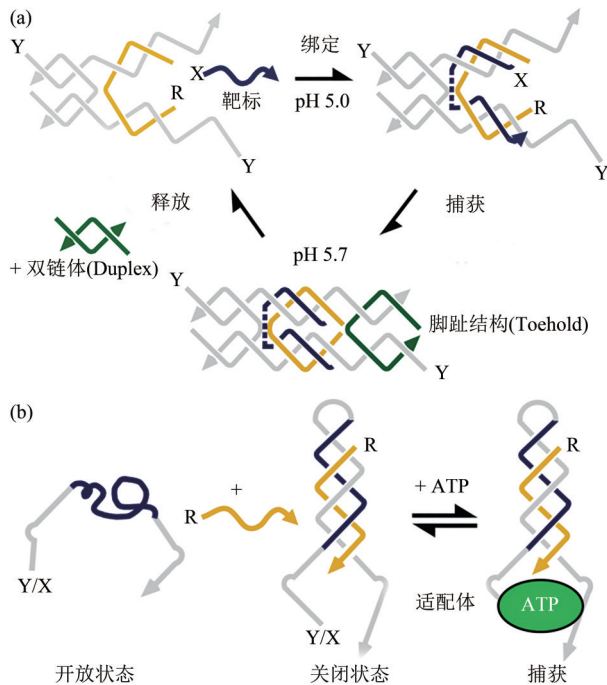 (a)
Y
X
R
靶标
Y
绑定
pH 5.0
Y
X
R
Y
释放
捕获
pH 5.7
+ 双链体(Duplex)
Y
脚趾结构(Toehold)
Y
(b)
R
R
+
R
+ ATP
Y/X
Y/X
适配体
ATP
开放状态
关闭状态
捕获